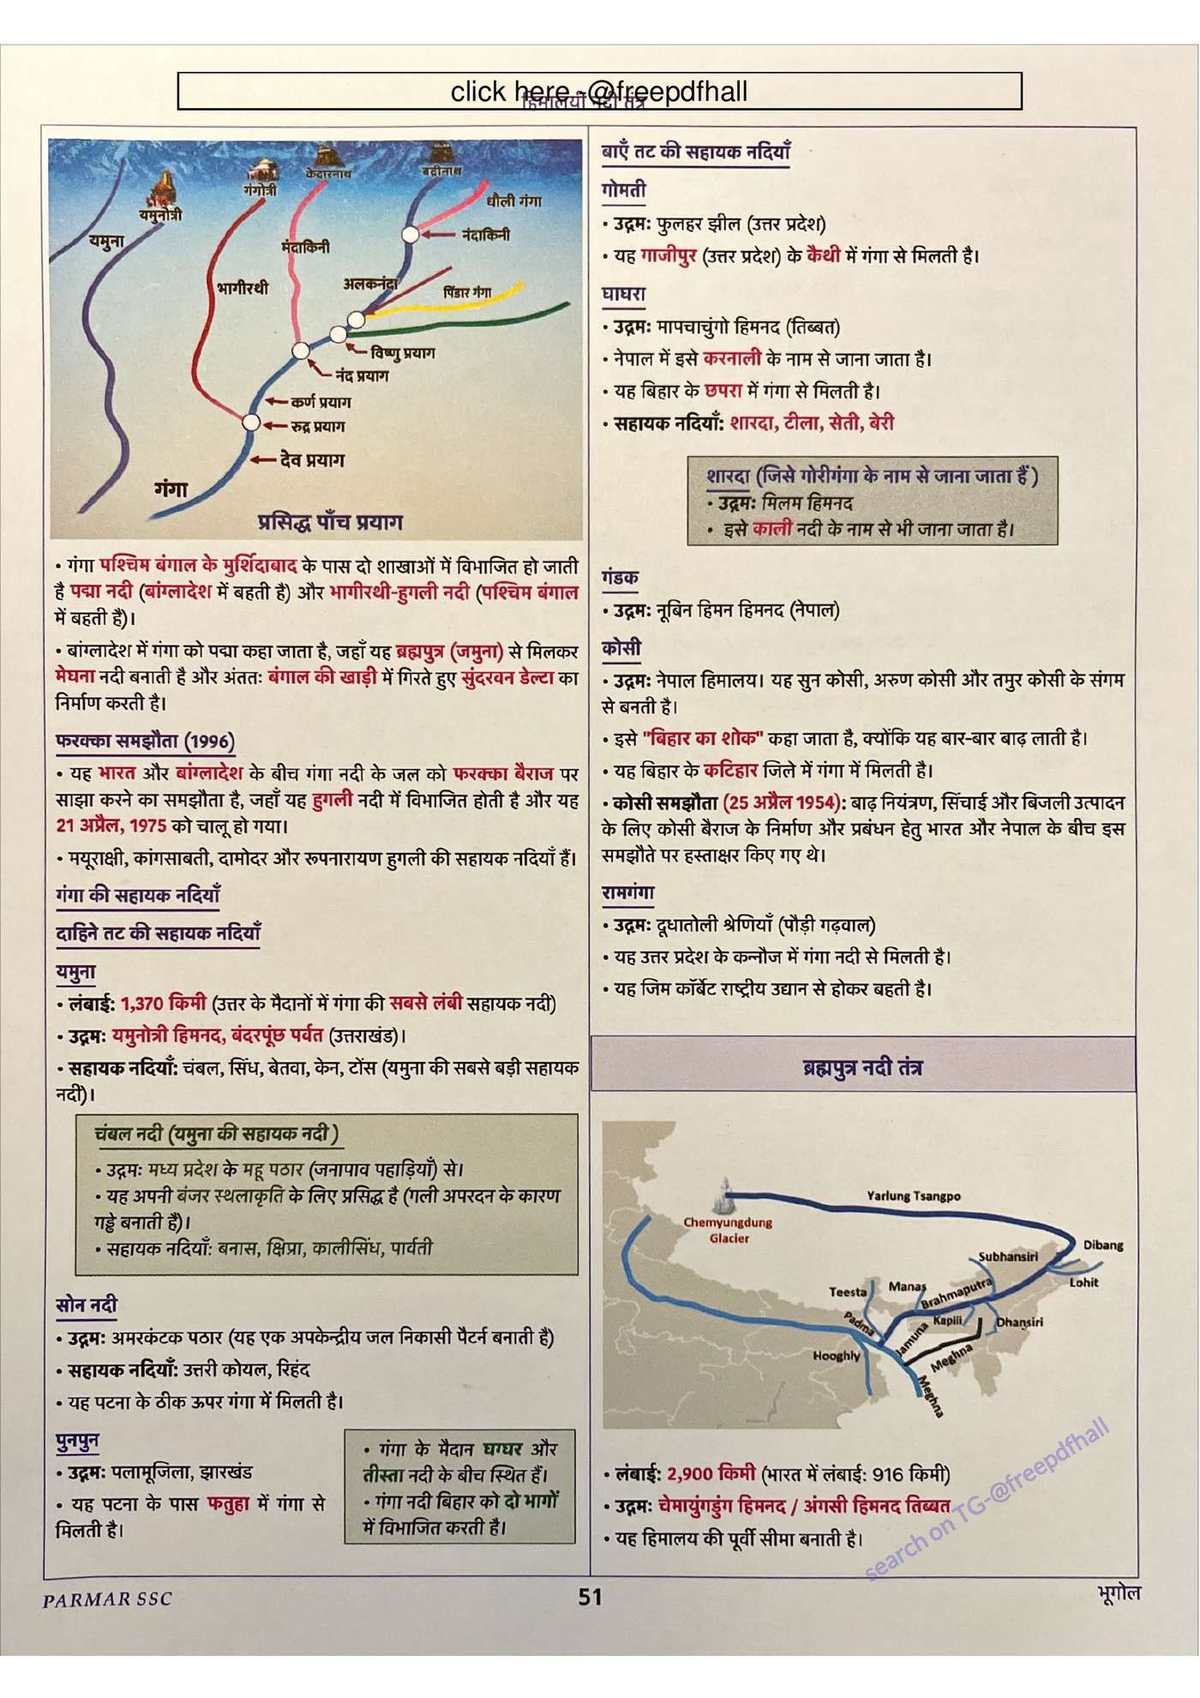 click here :@freepdfhall
हिमालयी नदी तंत्र
केदारनाथ
बद्रीनाथ
गंगोत्री
यमुनोत्री
धौली गंगा
यमुना
मंदाकिनी
नंदाकिनी
भागीरथी
अलकनंदा
पिंडार गंगा
विष्णु प्रयाग
नंद प्रयाग
कर्ण प्रयाग
रुद्र प्रयाग
देव प्रयाग
गंगा
प्रसिद्ध पाँच प्रयाग
• गंगा पश्चिम बंगाल के मुर्शिदाबाद के पास दो शाखाओं में विभाजित हो जाती
है पद्मा नदी (बांग्लादेश में बहती है) और भागीरथी-हुगली नदी (पश्चिम बंगाल
में बहती है)।
• बांग्लादेश में गंगा को पद्मा कहा जाता है, जहाँ यह ब्रह्मपुत्र (जमुना) से मिलकर
मेघना नदी बनाती है और अंततः बंगाल की खाड़ी में गिरते हुए सुंदरवन डेल्टा का
निर्माण करती है।
फरक्का समझौता (1996)
• यह भारत और बांग्लादेश के बीच गंगा नदी के जल को फरक्का बैराज पर
साझा करने का समझौता है, जहाँ यह हुगली नदी में विभाजित होती है और यह
21 अप्रैल, 1975 को चालू हो गया।
• मयूराक्षी, कांगसाबती, दामोदर और रूपनारायण हुगली की सहायक नदियाँ हैं।
गंगा की सहायक नदियाँ
दाहिने तट की सहायक नदियाँ
यमुना
• लंबाई: 1,370 किमी (उत्तर के मैदानों में गंगा की सबसे लंबी सहायक नदी)
• उद्गम: यमुनोत्री हिमनद, बंदरपूंछ पर्वत (उत्तराखंड)।
• सहायक नदियाँ: चंबल, सिंध, बेतवा, केन, टोंस (यमुना की सबसे बड़ी सहायक
नदी)।
चंबल नदी (यमुना की सहायक नदी)
• उद्गम: मध्य प्रदेश के महू पठार (जनापाव पहाड़ियाँ) से।
• यह अपनी बंजर स्थलाकृति के लिए प्रसिद्ध है (गली अपरदन के कारण
गड्ढे बनाती है)।
• सहायक नदियाँ: बनास, क्षिप्रा, कालीसिंध, पार्वती
सोन नदी
• उद्गम: अमरकंटक पठार (यह एक अपकेन्द्रीय जल निकासी पैटर्न बनाती है)
• सहायक नदियाँ: उत्तरी कोयल, रिहंद
• यह पटना के ठीक ऊपर गंगा में मिलती है।
पुनपुन
• उद्गम: पलामूजिला, झारखंड
• यह पटना के पास फतुहा में गंगा से
मिलती है।
• गंगा के मैदान घग्घर और
तीस्ता नदी के बीच स्थित हैं।
• गंगा नदी बिहार को दो भागों
में विभाजित करती है।
बाएँ तट की सहायक नदियाँ
गोमती
• उद्गम: फुलहर झील (उत्तर प्रदेश)
• यह गाजीपुर (उत्तर प्रदेश) के कैथी में गंगा से मिलती है।
घाघरा
• उद्गम: मापचाचुंगो हिमनद (तिब्बत)
• नेपाल में इसे करनाली के नाम से जाना जाता है।
• यह बिहार के छपरा में गंगा से मिलती है।
• सहायक नदियाँ: शारदा, टीला, सेती, बेरी
शारदा (जिसे गोरीगंगा के नाम से जाना जाता हैं )
• उद्गम: मिलम हिमनद
• इसे काली नदी के नाम से भी जाना जाता है।
गंडक
• उद्गम: नूबिन हिमन हिमनद (नेपाल)
कोसी
• उद्गम: नेपाल हिमालय। यह सुन कोसी, अरुण कोसी और तमुर कोसी के संगम
से बनती है।
• इसे "बिहार का शोक" कहा जाता है, क्योंकि यह बार-बार बाढ़ लाती है।
• यह बिहार के कटिहार जिले में गंगा में मिलती है।
• कोसी समझौता (25 अप्रैल 1954): बाढ़ नियंत्रण, सिंचाई और बिजली उत्पादन
के लिए कोसी बैराज के निर्माण और प्रबंधन हेतु भारत और नेपाल के बीच इस
समझौते पर हस्ताक्षर किए गए थे।
रामगंगा
• उद्गम: दूधातोली श्रेणियाँ (पौड़ी गढ़वाल)
• यह उत्तर प्रदेश के कन्नौज में गंगा नदी से मिलती है।
• यह जिम कॉर्बेट राष्ट्रीय उद्यान से होकर बहती है।
ब्रह्मपुत्र नदी तंत्र
Yarlung Tsangpo
Chemyungdung
Glacier
Dibang
Subhansiri
Lohit
Teesta
Manas
Brahmaputra
Padma
Jamuna
Kapili
Dhansiri
Hooghly
Meghna
Meghna
• लंबाई: 2,900 किमी (भारत में लंबाई: 916 किमी)
• उद्गम: चेमायुंगडुंग हिमनद / अंगसी हिमनद तिब्बत
• यह हिमालय की पूर्वी सीमा बनाती है।
search on TG-@freepdfhall
PARMAR SSC
51
भूगोल